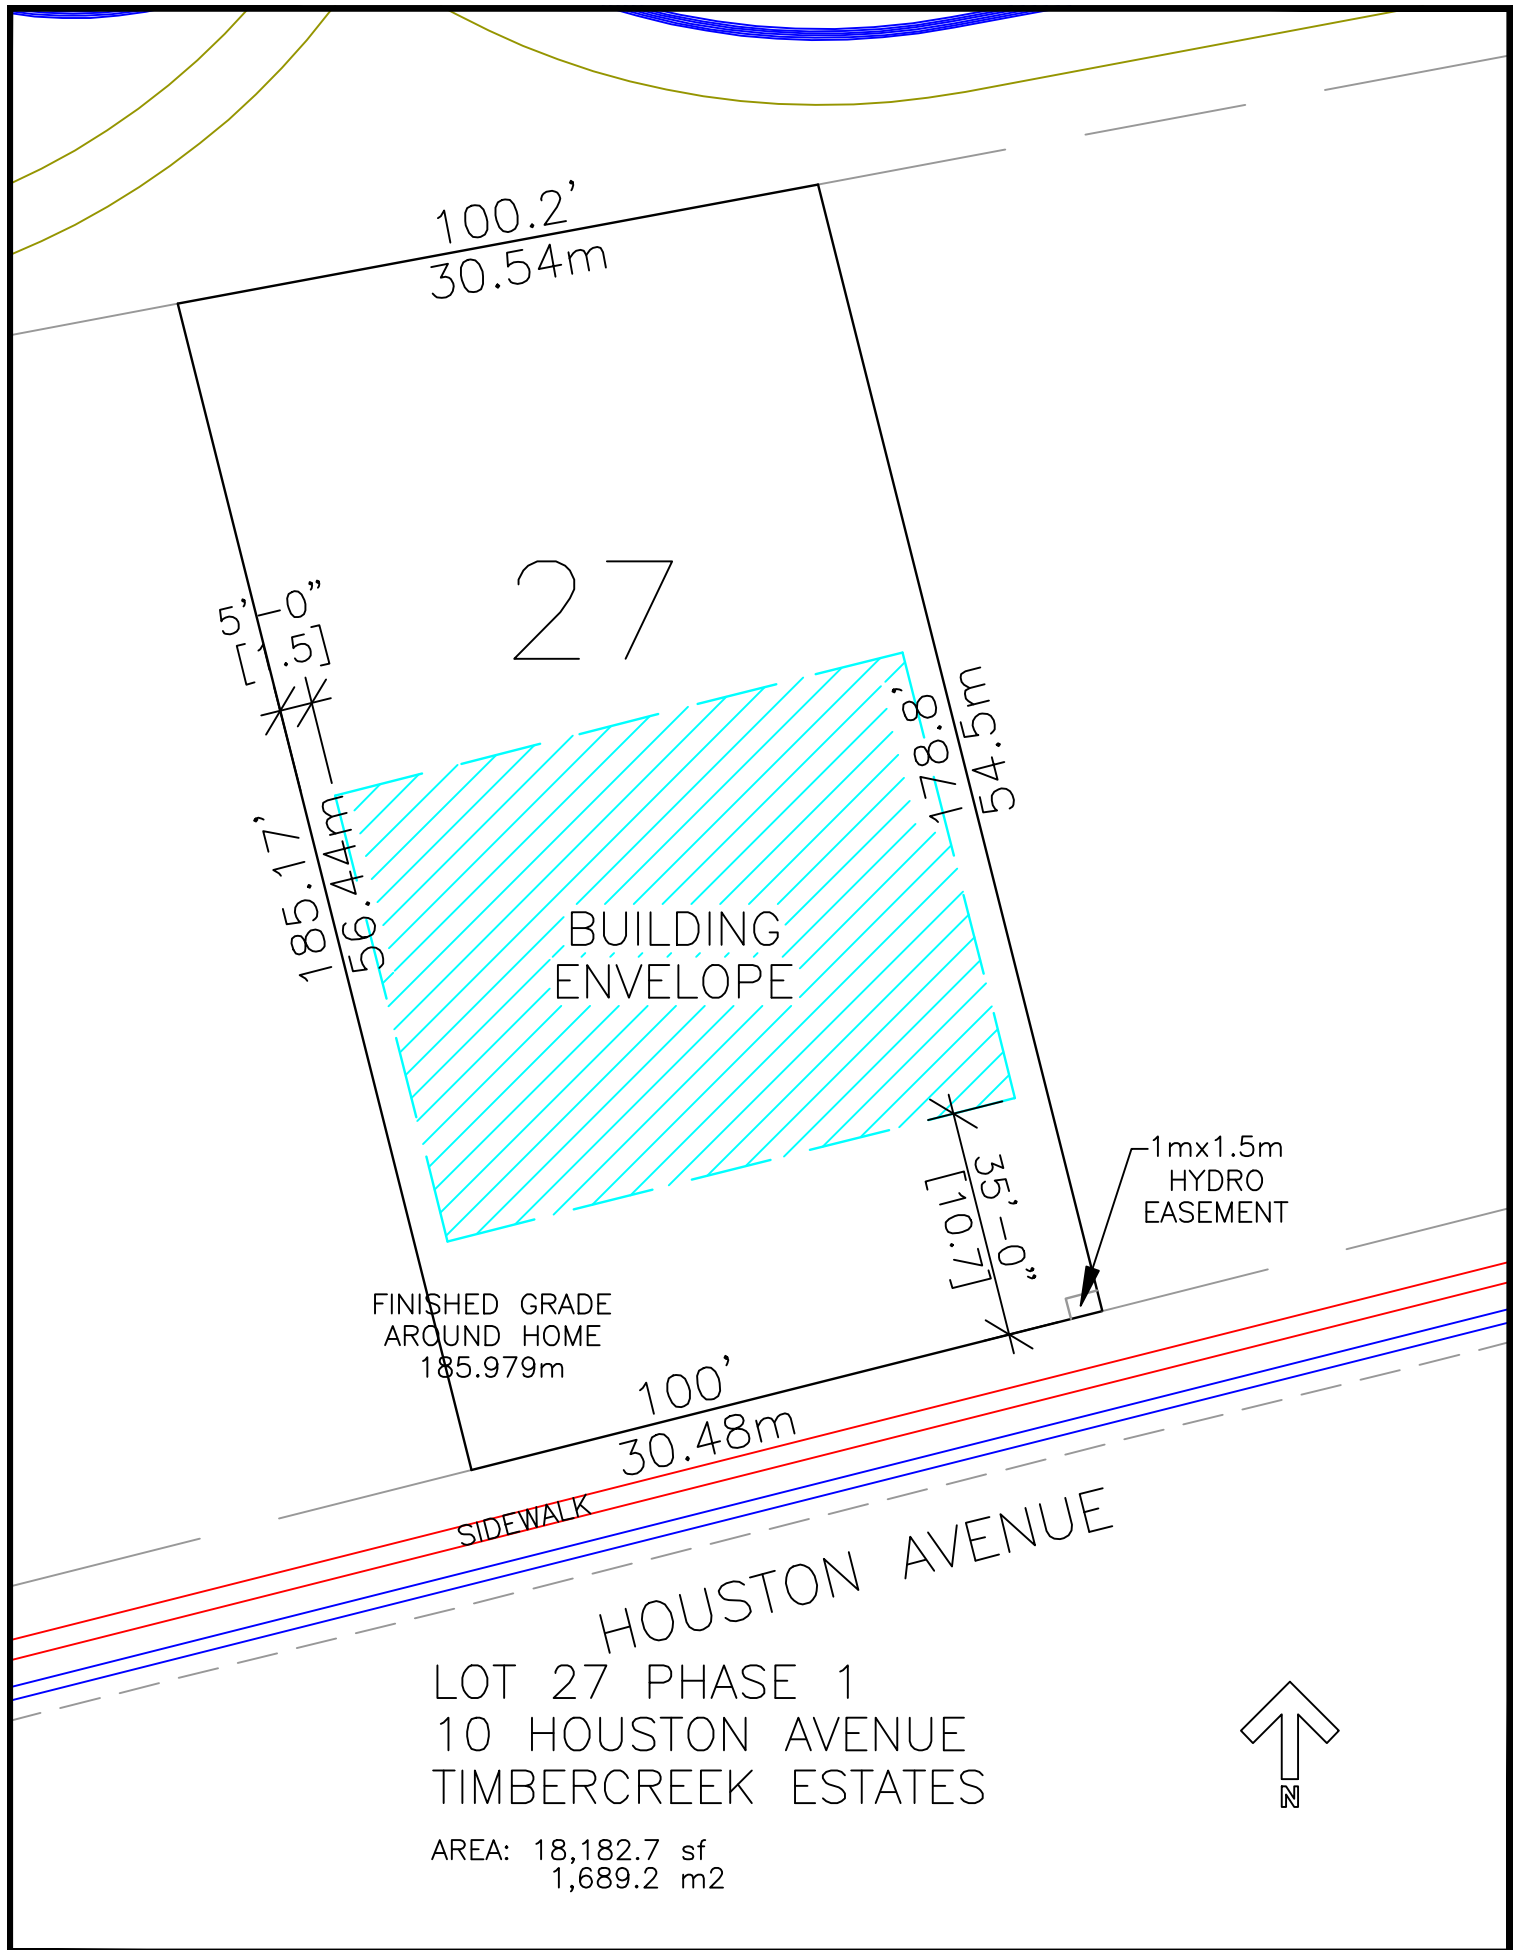 100.2'
30.54m
27
5'-0"
[1.5]
178.8'
54.5m
185.17'
56.44m
BUILDING
ENVELOPE
35'-0"
[10.7]
1mx1.5m
HYDRO
EASEMENT
FINISHED GRADE
AROUND HOME
185.979m
100'
30.48m
SIDEWALK
HOUSTON AVENUE
LOT 27 PHASE 1
10 HOUSTON AVENUE
TIMBERCREEK ESTATES
N
AREA: 18,182.7 sf
1,689.2 m2